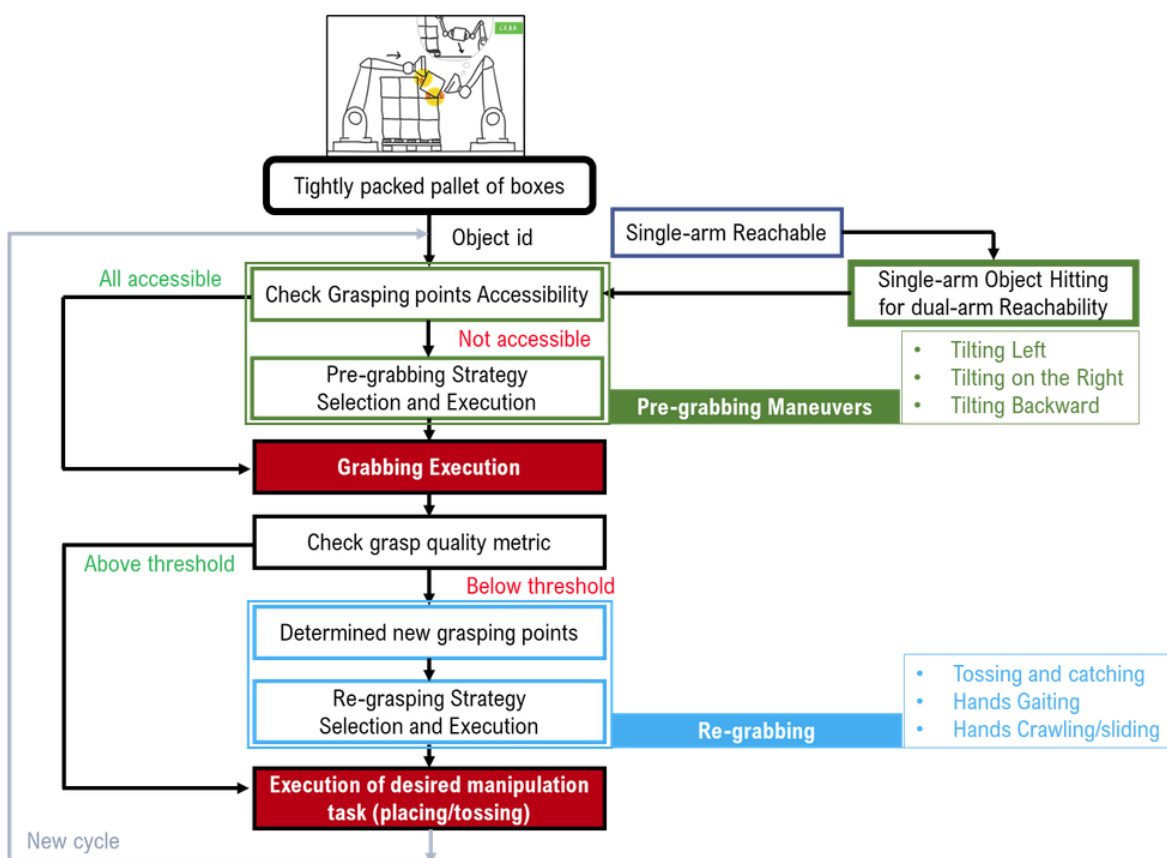 GRAB
Tightly packed pallet of boxes
Object id
Single-arm Reachable
All accessible
Check Grasping points Accessibility
Single-arm Object Hitting
for dual-arm Reachability
Not accessible
Pre-grabbing Strategy
Selection and Execution
Pre-grabbing Maneuvers
• Tilting Left
• Tilting on the Right
• Tilting Backward
Grabbing Execution
Check grasp quality metric
Above threshold
Below threshold
Determined new grasping points
Re-grasping Strategy
Selection and Execution
Re-grabbing
• Tossing and catching
• Hands Gaiting
• Hands Crawling/sliding
Execution of desired manipulation
task (placing/tossing)
New cycle